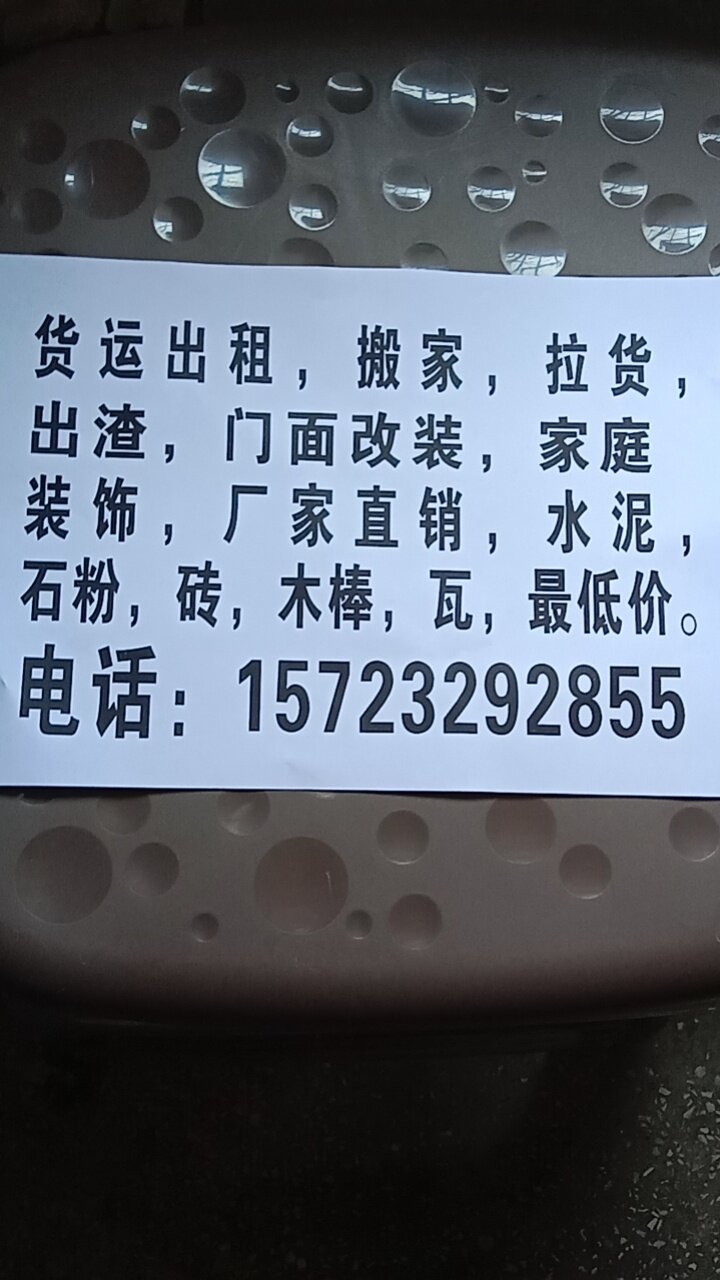 货运出租，搬家，拉货，
出渣，门面改装，家庭
装饰，厂家直销，水泥，
石粉，砖，木棒，瓦，最低价。
电话：15723292855